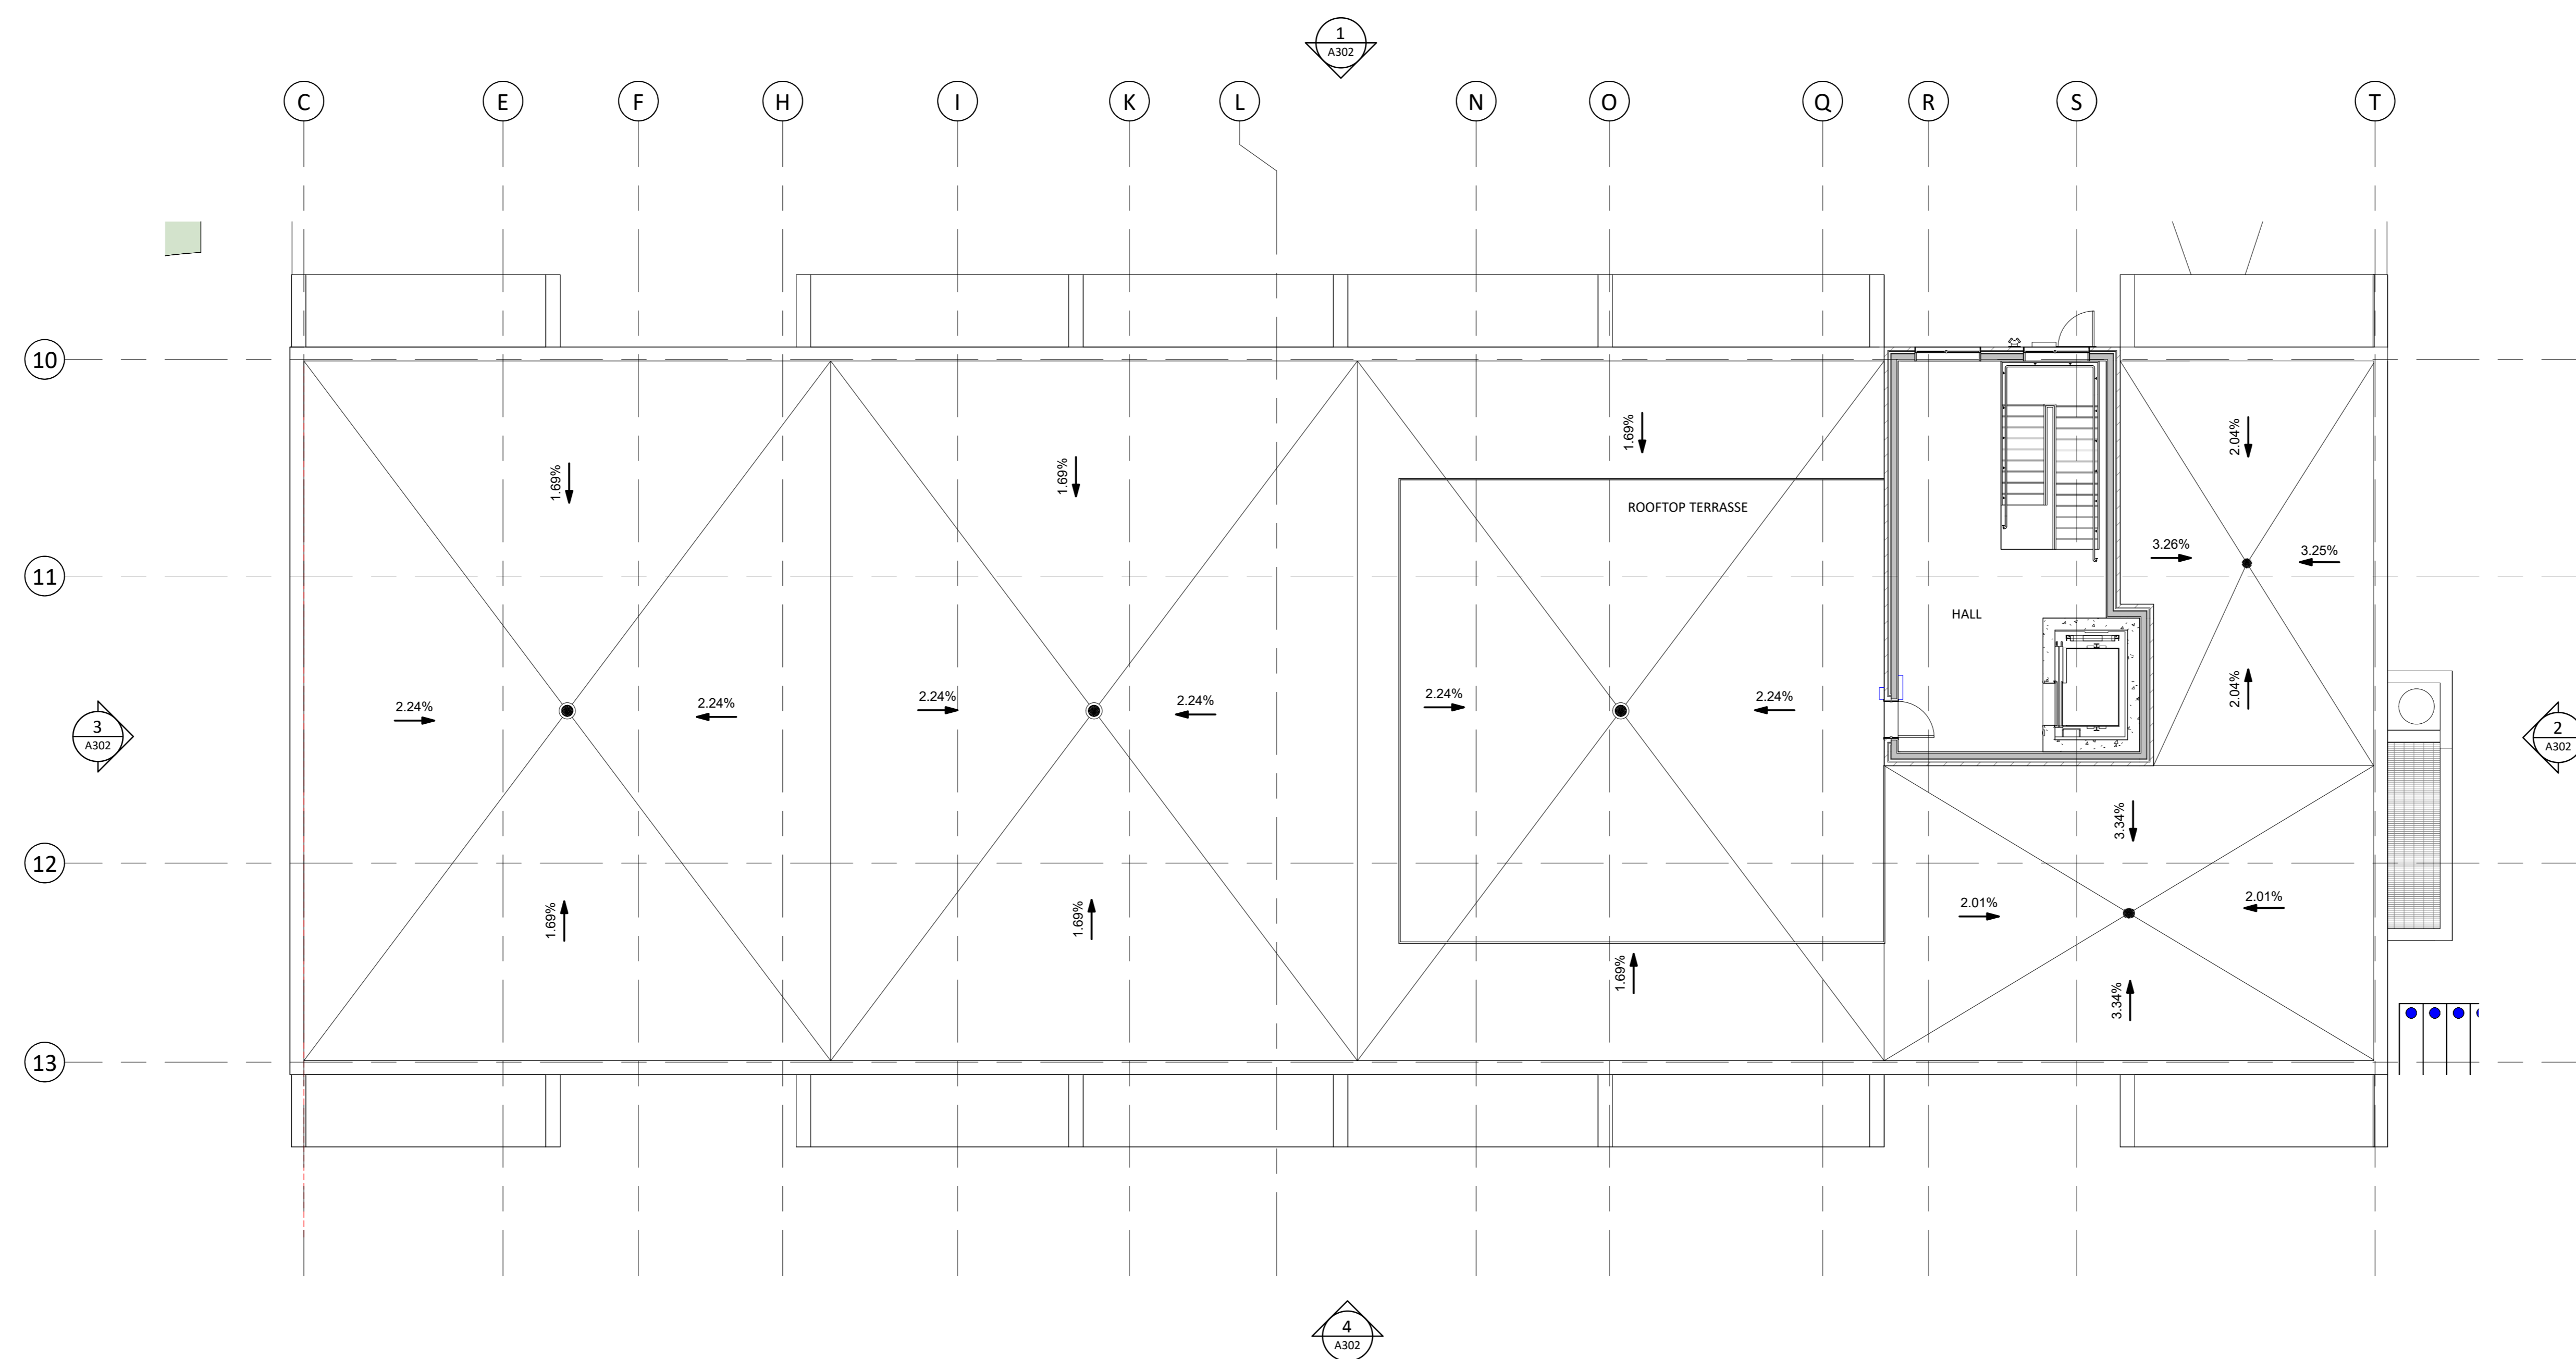 1
A302
C E F H I K L N O Q R S T
10
1.69% 1.69% 1.69% 2.04%
ROOFTOP TERRASSE
3.26% 3.25%
11
HALL
2.24% 2.24% 2.24% 2.24% 2.24% 2.24% 2.04%
3
A302
2
A302
3.34%
12
1.69% 1.69% 1.69% 2.01% 2.01%
3.34%
13
4
A302